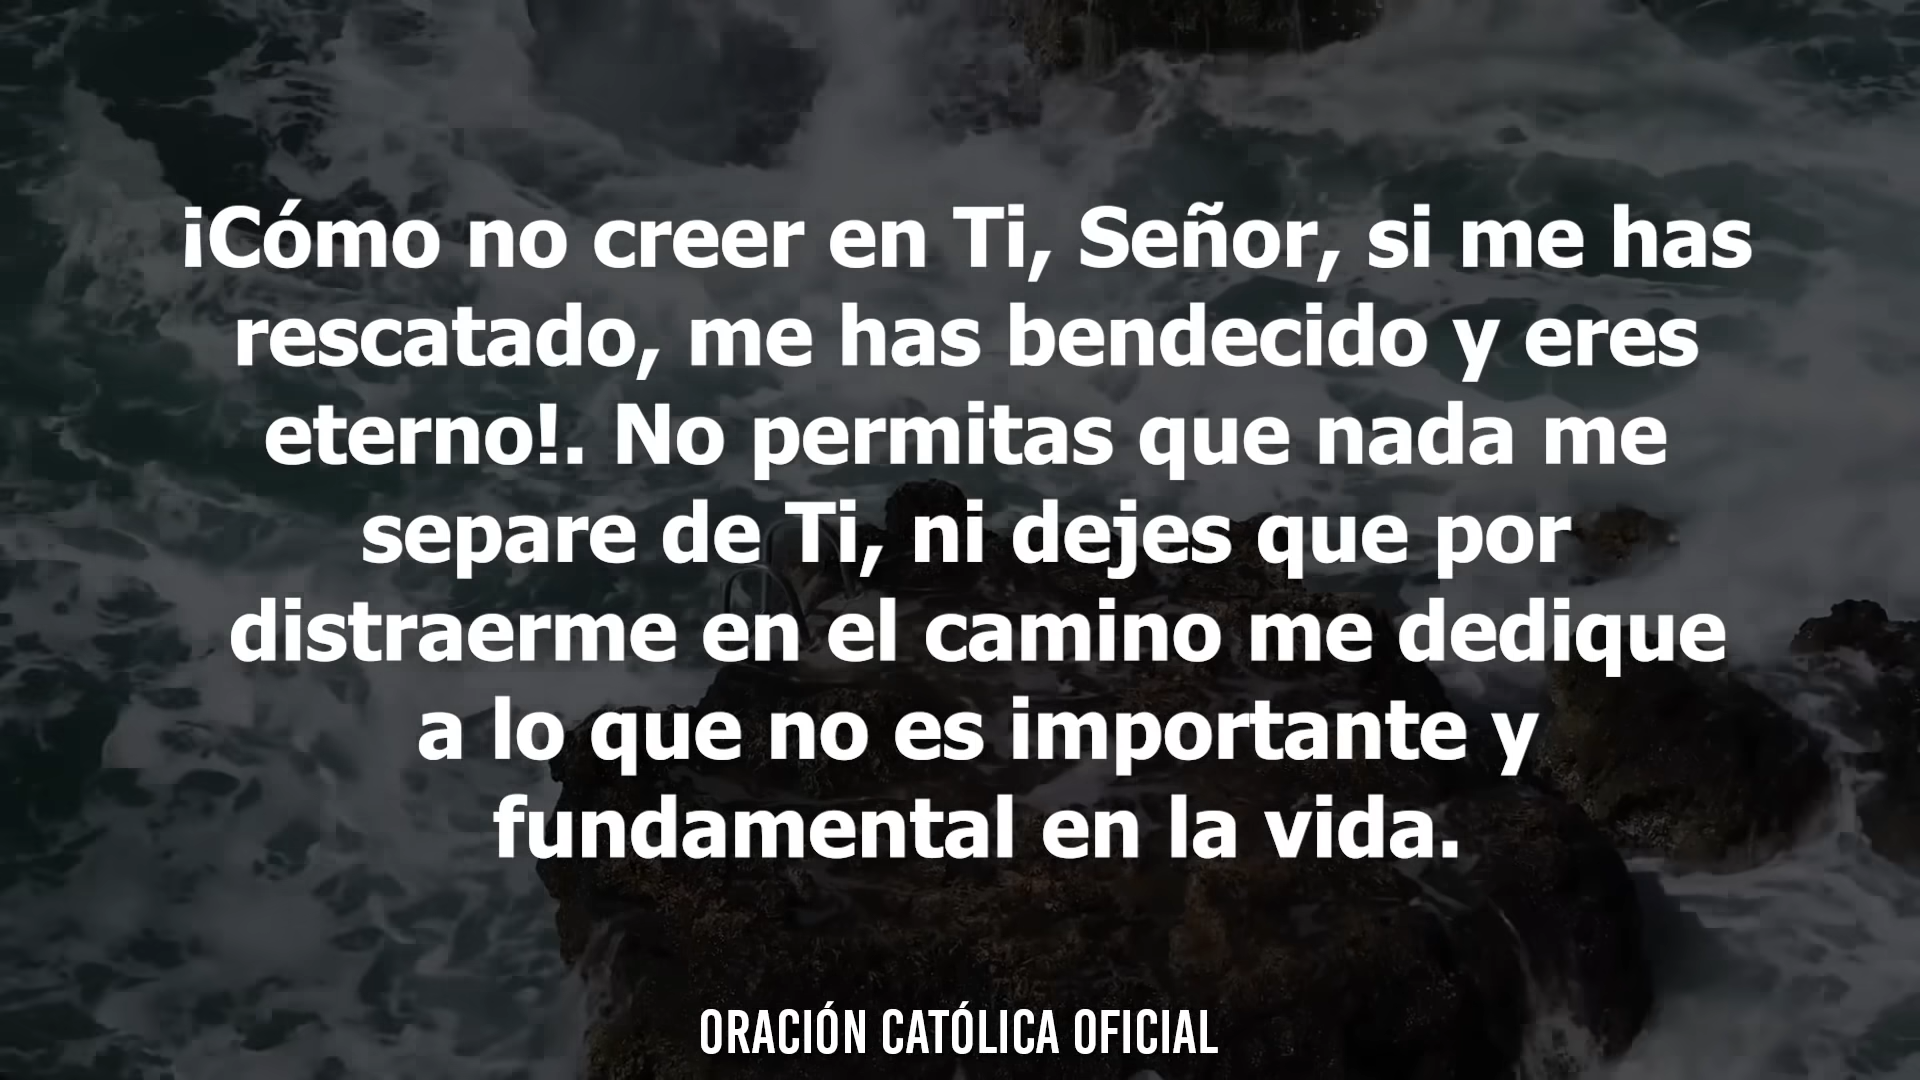 ¡Cómo no creer en Ti, Señor, si me has
rescatado, me has bendecido y eres
eterno!. No permitas que nada me
separe de Ti, ni dejes que por
distraerme en el camino me dedique
a lo que no es importante y
fundamental en la vida.
ORACIÓN CATÓLICA OFICIAL